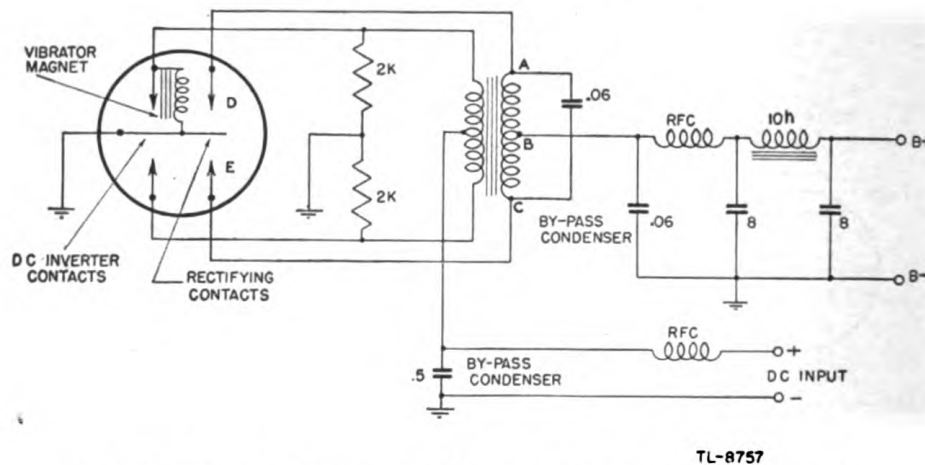 VIBRATOR
MAGNET
D
E
2K
2K
A
B
C
.06
BY-PASS
CONDENSER
.06
RFC
8
10h
8
B+
B-
DC INVERTER
CONTACTS
RECTIFYING
CONTACTS
.5
BY-PASS
CONDENSER
RFC
+
DC INPUT
-
TL-8757